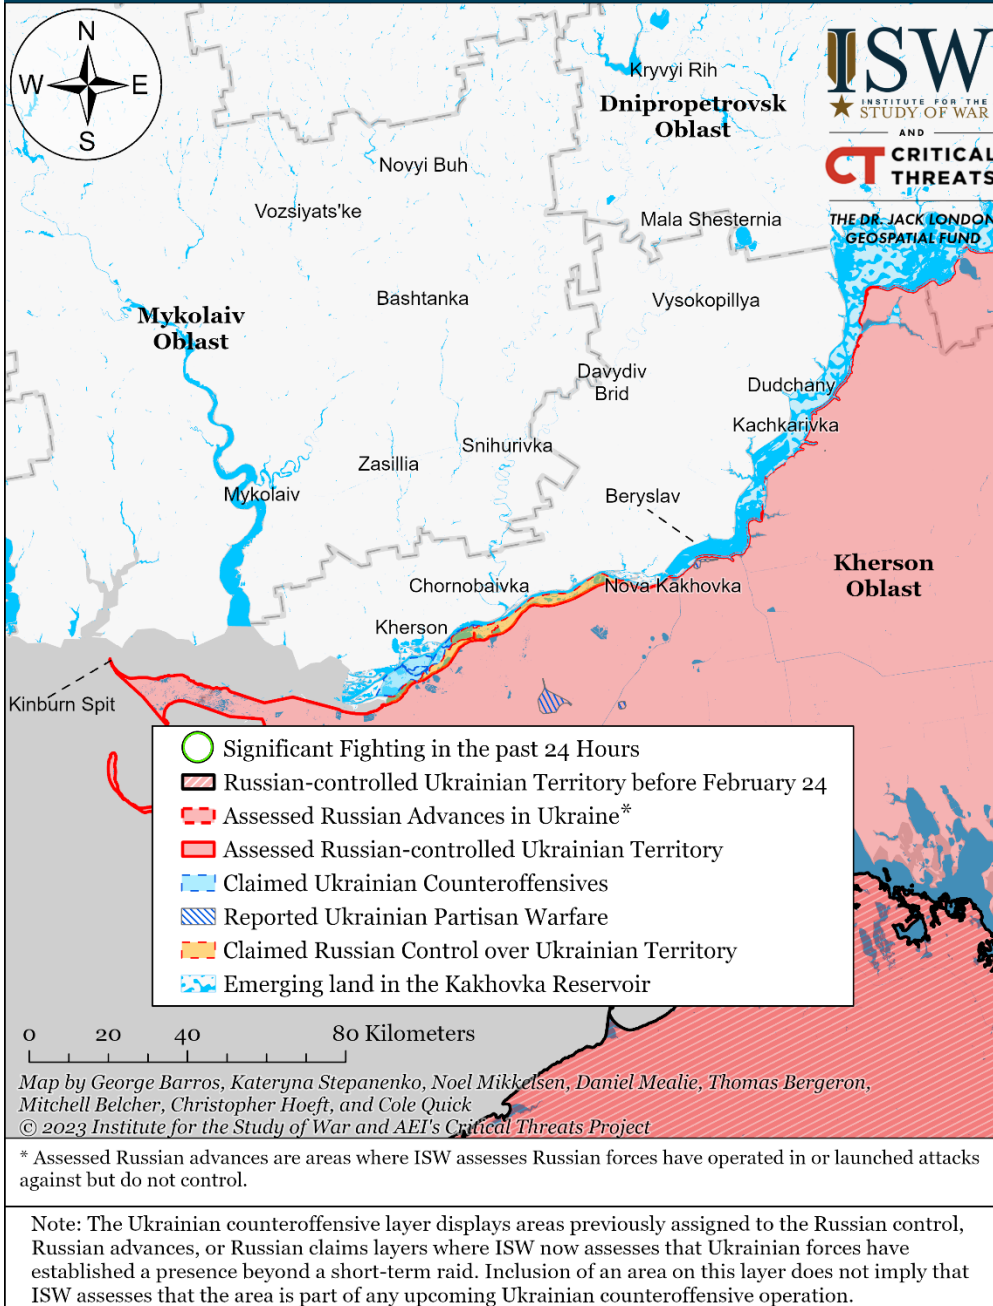 N
W
E
S
ISW
INSTITUTE FOR THE
STUDY OF WAR
AND
CT CRITICAL
THREATS
THE DR. JACK LONDON
GEOSPATIAL FUND
Kryvyi Rih
Dnipropetrovsk
Oblast
Novyi Buh
Vozsiyats'ke
Mala Shesternia
Bashtanka
Vysokopillya
Mykolaiv
Oblast
Davydiv
Brid
Dudchany
Kachkarivka
Snihurivka
Zasillia
Mykolaiv
Beryslav
Kherson
Oblast
Chornobaivka
Nova Kakhovka
Kherson
Kinburn Spit
Significant Fighting in the past 24 Hours
Russian-controlled Ukrainian Territory before February 24
Assessed Russian Advances in Ukraine*
Assessed Russian-controlled Ukrainian Territory
Claimed Ukrainian Counteroffensives
Reported Ukrainian Partisan Warfare
Claimed Russian Control over Ukrainian Territory
Emerging land in the Kakhovka Reservoir
0 20 40 80 Kilometers
Map by George Barros, Kateryna Stepanenko, Noel Mikkelsen, Daniel Mealie, Thomas Bergeron,
Mitchell Belcher, Christopher Hoeft, and Cole Quick
© 2023 Institute for the Study of War and AEI's Critical Threats Project
* Assessed Russian advances are areas where ISW assesses Russian forces have operated in or launched attacks
against but do not control.
Note: The Ukrainian counteroffensive layer displays areas previously assigned to the Russian control,
Russian advances, or Russian claims layers where ISW now assesses that Ukrainian forces have
established a presence beyond a short-term raid. Inclusion of an area on this layer does not imply that
ISW assesses that the area is part of any upcoming Ukrainian counteroffensive operation.